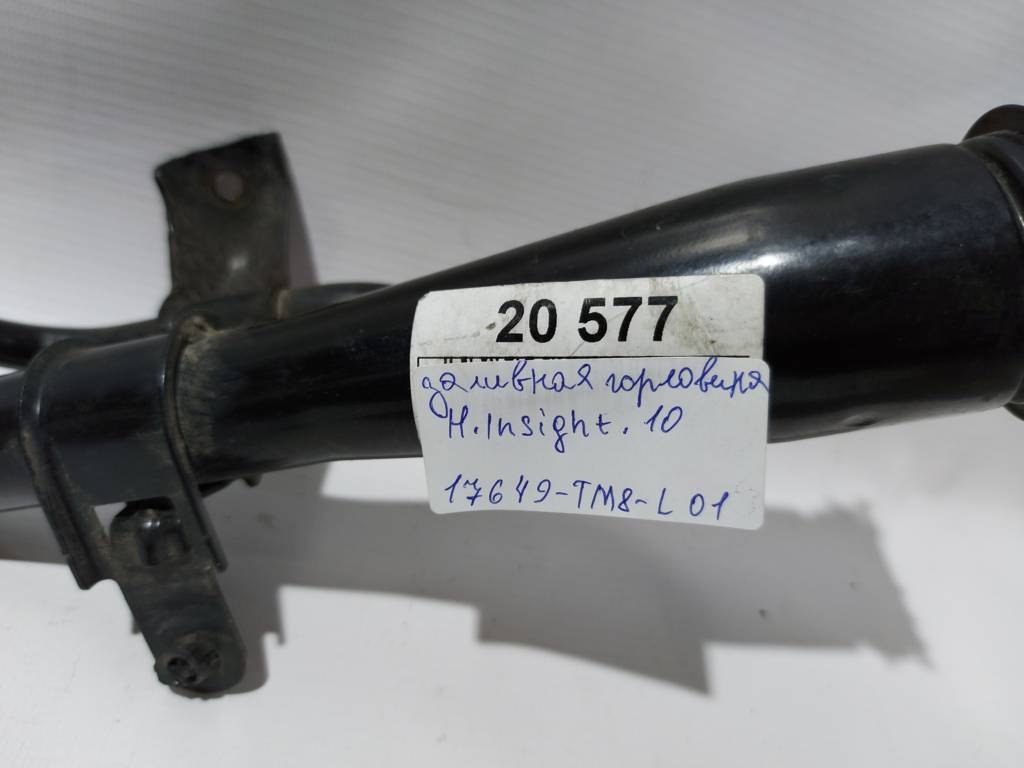 20 577
заливная горловина
H.Insight.10
17649-TM8-L01